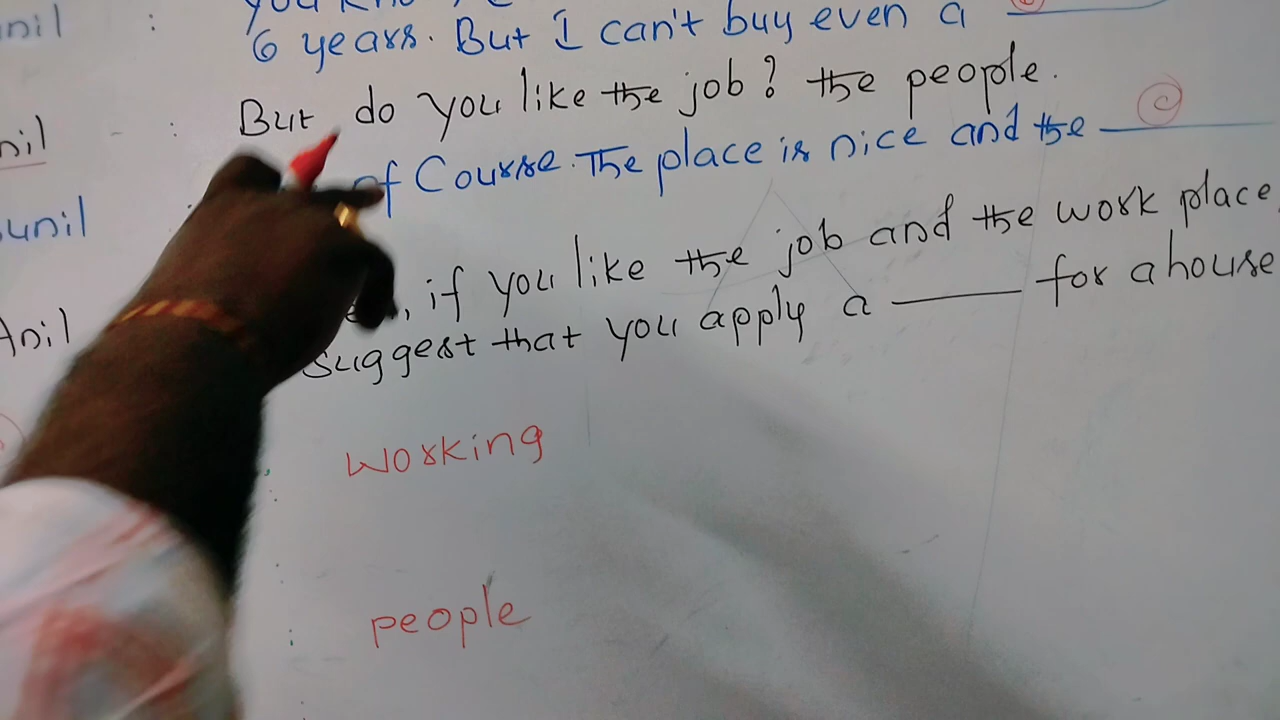 you
nil : 6 years. But I can't buy even a
nil - : But do you like the job? the people.
unil : of Course. The place is nice and the ⓒ
Anil , if you like the job and the work place,
suggest that you apply a for a house
working
people